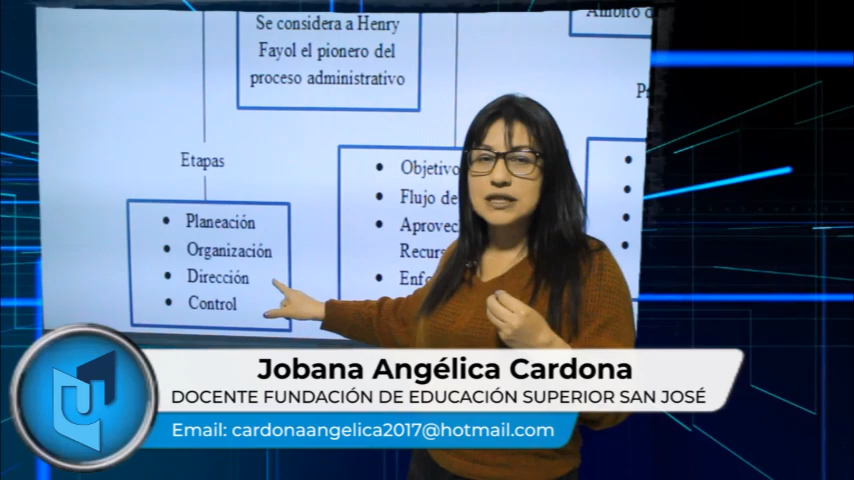 Se considera a Henry
Fayol el pionero del
proceso administrativo
Ámbito
Etapas
• Planeación
• Organización
• Dirección
• Control
• Objetivo
• Flujo de
•
Recurs
•
Jobana Angélica Cardona
DOCENTE FUNDACIÓN DE EDUCACIÓN SUPERIOR SAN JOSÉ
Email: cardonaangelica2017@hotmail.com